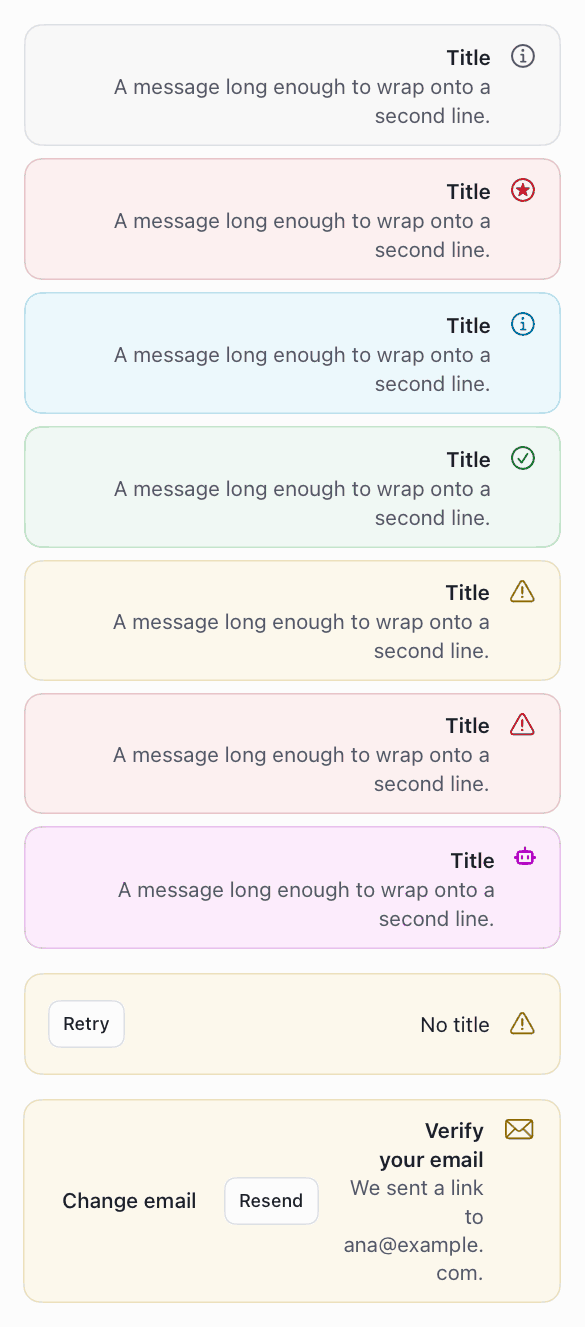 Title
A message long enough to wrap onto a
second line.
Title
A message long enough to wrap onto a
second line.
Title
A message long enough to wrap onto a
second line.
Title
A message long enough to wrap onto a
second line.
Title
A message long enough to wrap onto a
second line.
Title
A message long enough to wrap onto a
second line.
Title
A message long enough to wrap onto a
second line.
No title
Retry
Verify
your email
We sent a link
to
ana@example.
com.
Resend
Change email